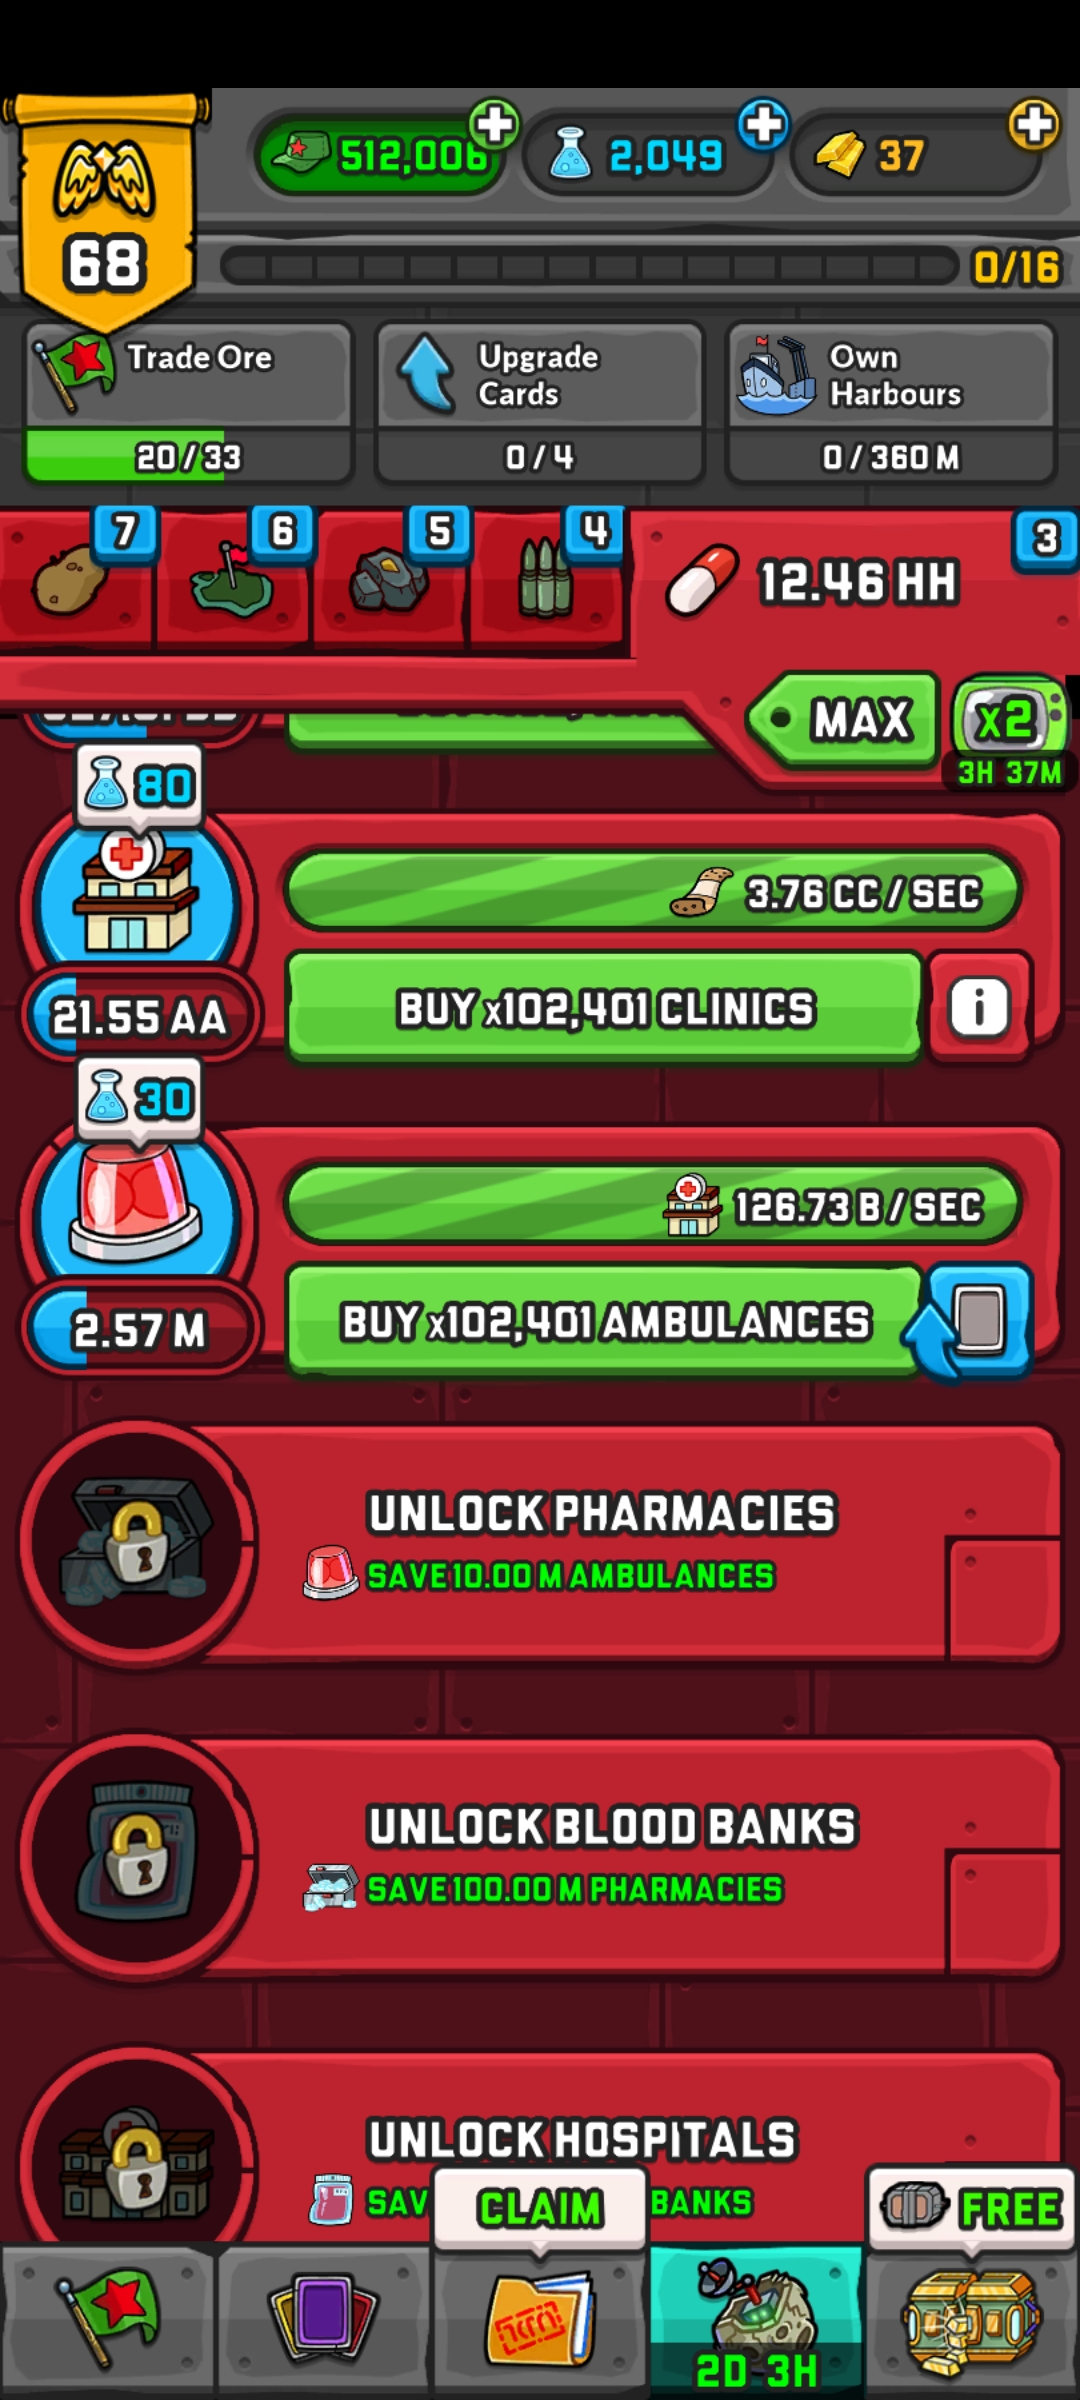 512,006
2,049
37
68
0/16
Trade Ore
20/33
Upgrade
Cards
0/4
Own
Harbours
0/360 M
7
6
5
4
3
12.46 HH
MAX
x2
3H 37M
80
3.76 CC/SEC
21.55 AA
BUY x102,401 CLINICS
i
30
126.73 B/SEC
2.57 M
BUY x102,401 AMBULANCES
UNLOCK PHARMACIES
SAVE 10.00 M AMBULANCES
UNLOCK BLOOD BANKS
SAVE 100.00 M PHARMACIES
UNLOCK HOSPITALS
BANKS
CLAIM
FREE
2D 3H